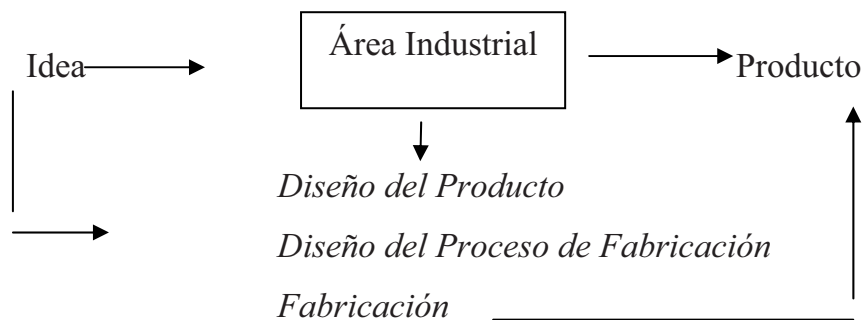 Área Industrial
Idea
Producto
Diseño del Producto
Diseño del Proceso de Fabricación
Fabricación